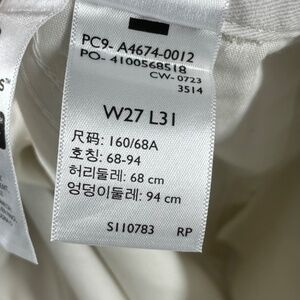 PC9- A4674-0012
PO- 4100568518
CW-0723
3514
W27 L31
尺码: 160/68A
호칭: 68-94
허리둘레: 68 cm
엉덩이둘레: 94 cm
S110783 RP